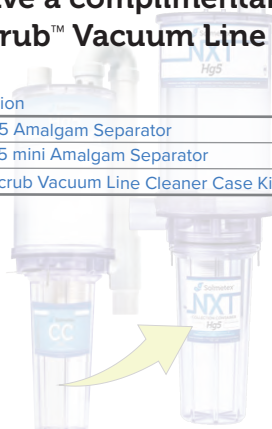 ve a complimentar
rub™ Vacuum Line
ion
5 Amalgam Separator
5 mini Amalgam Separator
crub Vacuum Line Cleaner Case Ki
NXT
Hg5
CC
Solmetex
NXT
Hg5